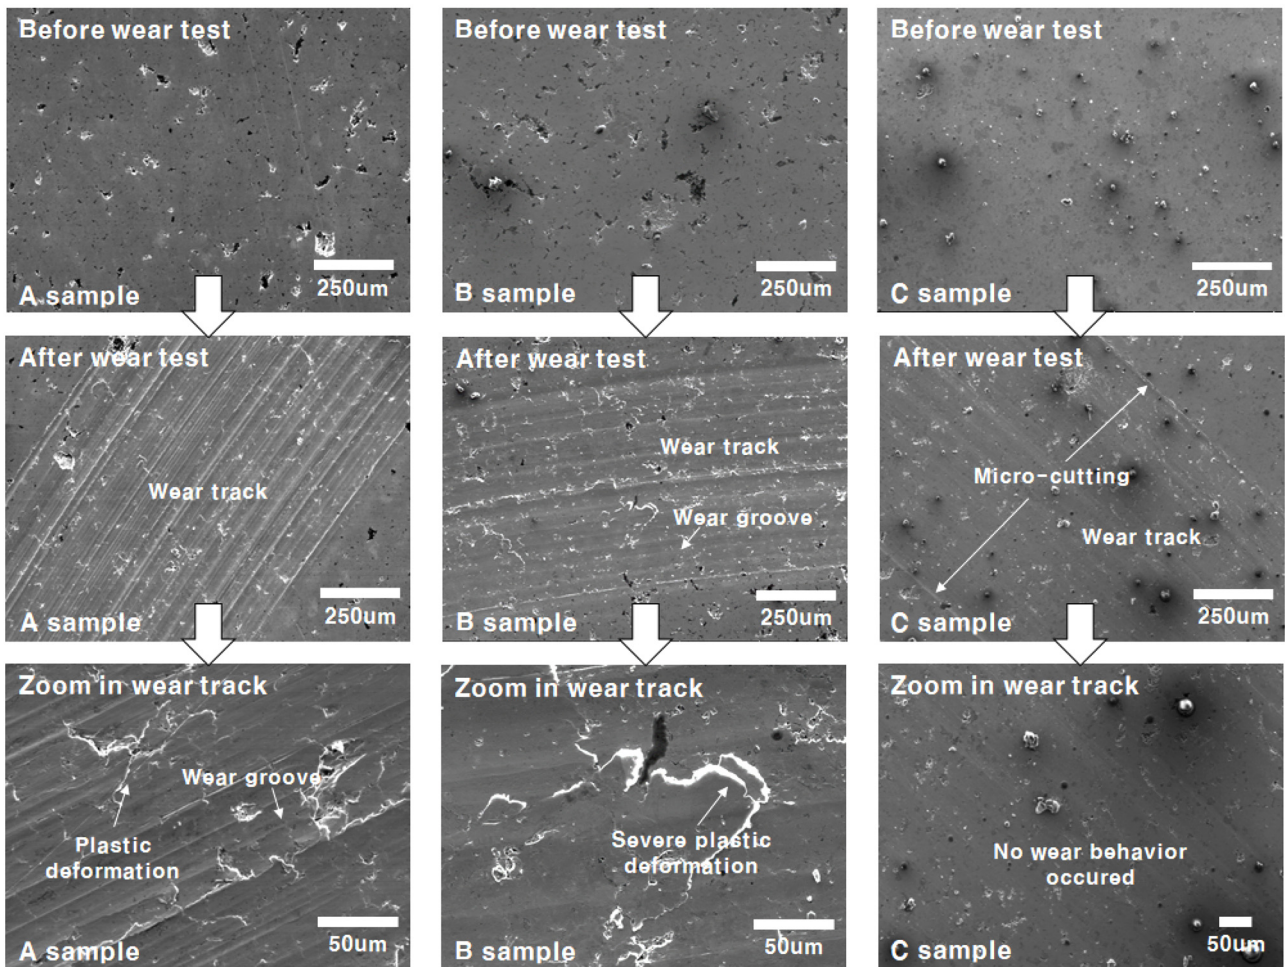 Before wear test
250um
A sample
Before wear test
250um
B sample
Before wear test
250um
C sample
After wear test
Wear track
250um
A sample
After wear test
Wear track
Wear groove
250um
B sample
After wear test
Micro-cutting
Wear track
250um
C sample
Zoom in wear track
Wear groove
Plastic
deformation
50um
A sample
Zoom in wear track
Severe plastic
deformation
50um
B sample
Zoom in wear track
No wear behavior
occured
50um
C sample